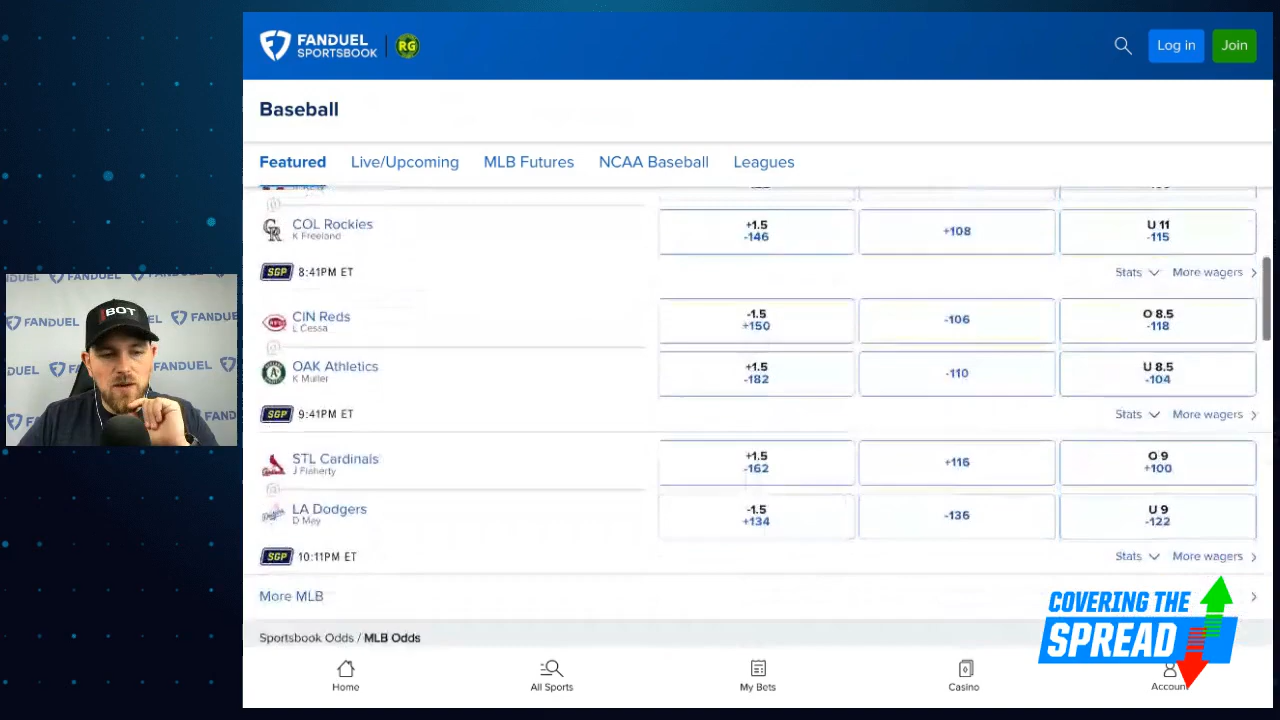 FANDUEL
SPORTSBOOK
RG
Log in
Join
Baseball
Featured
Live/Upcoming
MLB Futures
NCAA Baseball
Leagues
COL Rockies
K Freeland
+1.5
-146
+108
U 11
-115
SGP
8:41PM ET
Stats
More wagers
CIN Reds
L Cessa
-1.5
+150
-106
O 8.5
-118
OAK Athletics
K Muller
+1.5
-182
-110
U 8.5
-104
SGP
9:41PM ET
Stats
More wagers
STL Cardinals
J Flaherty
+1.5
-162
+116
O 9
+100
LA Dodgers
D May
-1.5
+134
-136
U 9
-122
SGP
10:11PM ET
Stats
More wagers
More MLB
Sportsbook Odds / MLB Odds
Home
All Sports
My Bets
Casino
Account
COVERING THE
SPREAD
FANDUEL
FANDUEL
FANDUEL
FANDUEL
BOT